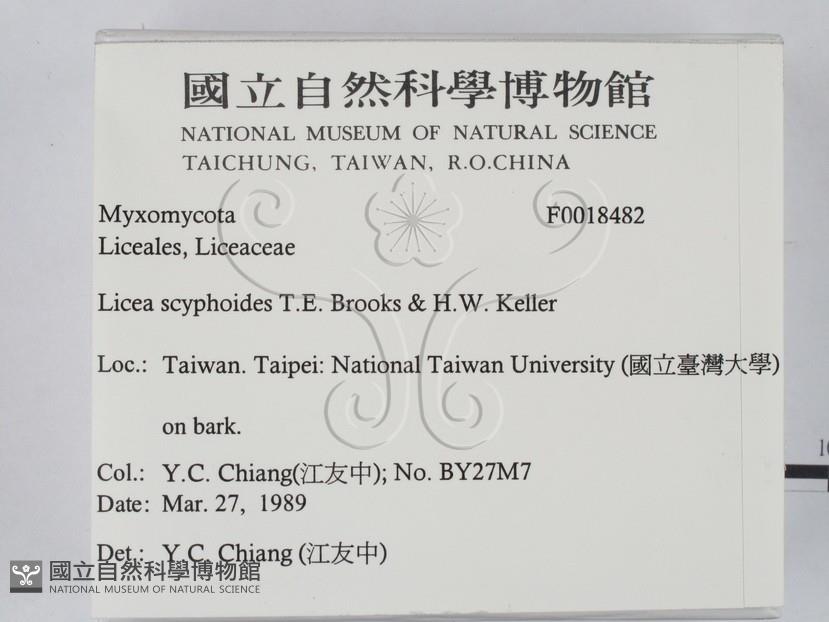 國立自然科學博物館
NATIONAL MUSEUM OF NATURAL SCIENCE
TAICHUNG, TAIWAN, R.O.CHINA
Myxomycota F0018482
Liceales, Liceaceae
Licea scyphoides T.E. Brooks & H.W. Keller
Loc.: Taiwan. Taipei: National Taiwan University (國立臺灣大學)
on bark.
Col.: Y.C. Chiang(江友中); No. BY27M7
Date: Mar. 27, 1989
Det.: Y.C. Chiang (江友中)
國立自然科學博物館
NATIONAL MUSEUM OF NATURAL SCIENCE